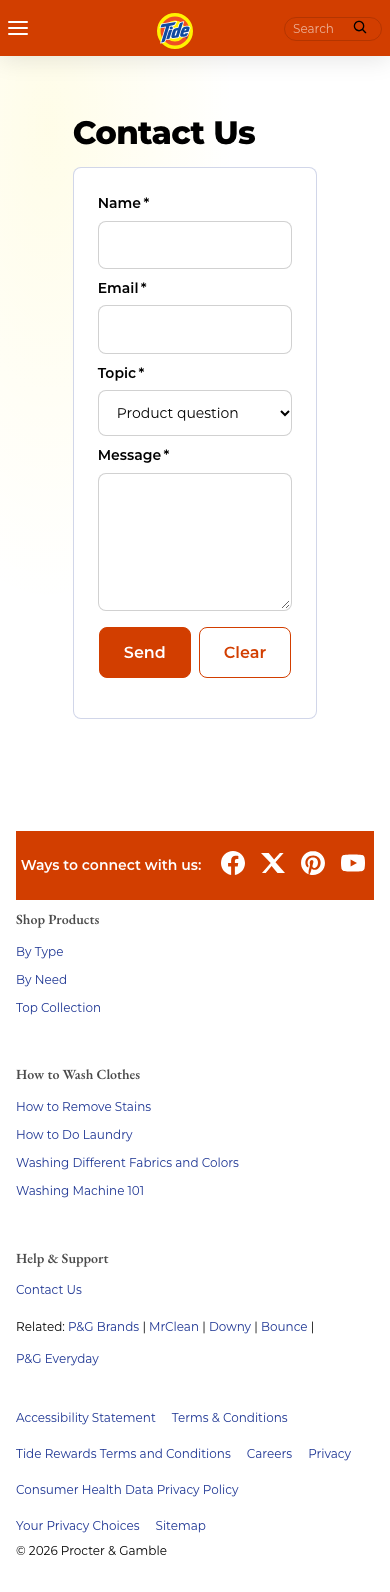 Tide
Search
Contact Us
Name *
Email *
Topic *
Product question
Message *
Send Clear
Ways to connect with us:
Shop Products
By Type
By Need
Top Collection
How to Wash Clothes
How to Remove Stains
How to Do Laundry
Washing Different Fabrics and Colors
Washing Machine 101
Help & Support
Contact Us
Related: P&G Brands | MrClean | Downy | Bounce |
P&G Everyday
Accessibility Statement Terms & Conditions
Tide Rewards Terms and Conditions Careers Privacy
Consumer Health Data Privacy Policy
Your Privacy Choices Sitemap
© 2026 Procter & Gamble